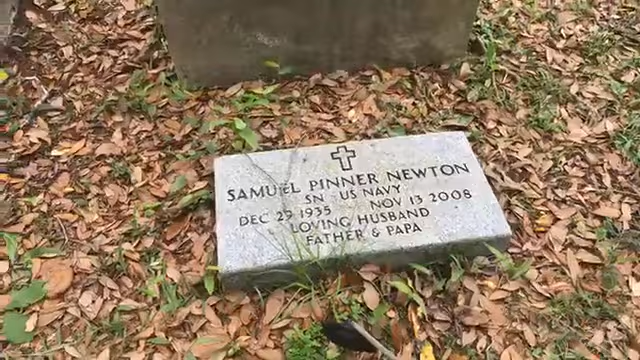 SAMUEL PINNER NEWTON
SN US NAVY
DEC 29 1935 NOV 13 2008
LOVING HUSBAND
FATHER & PAPA